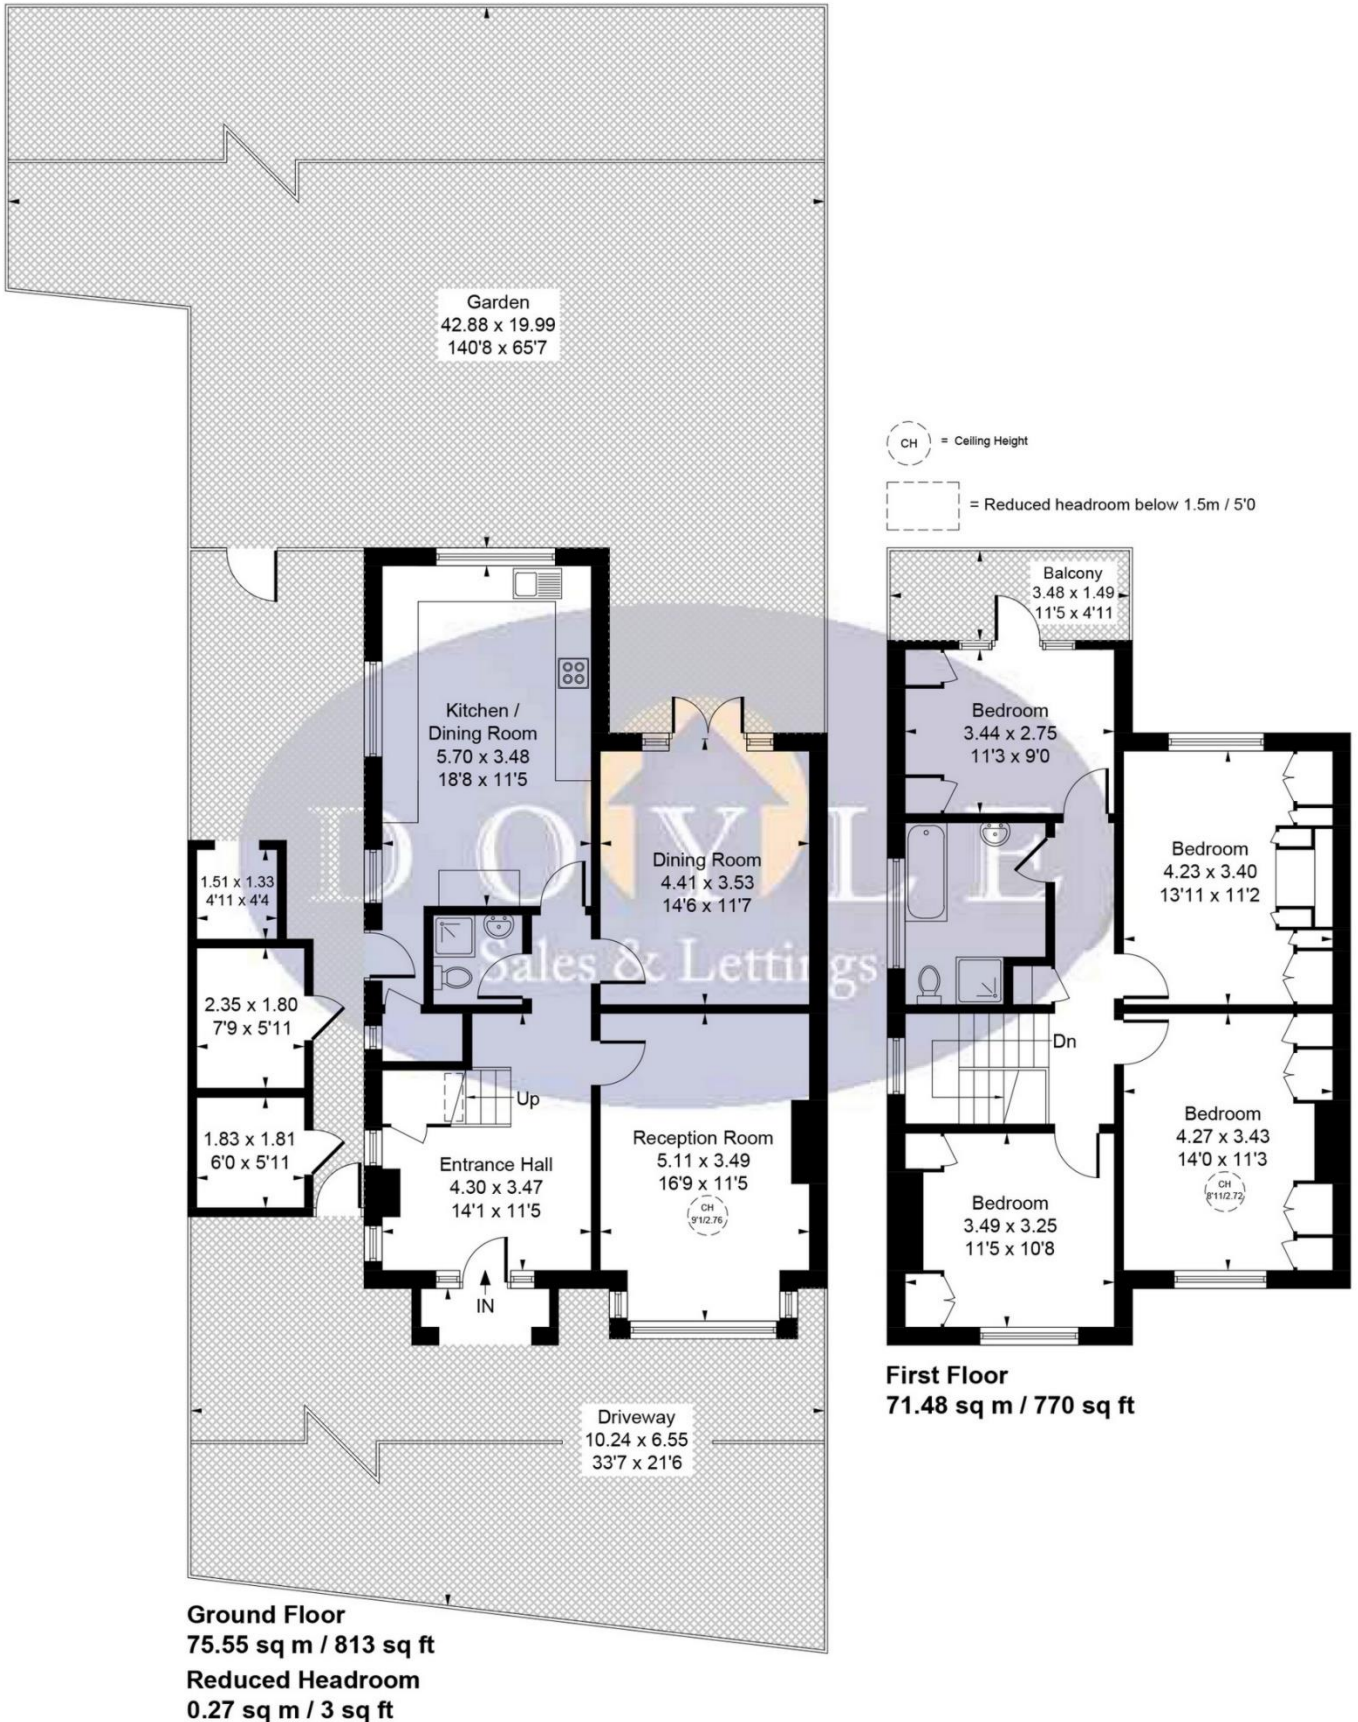 Garden
42.88 x 19.99
140'8 x 65'7
CH
= Ceiling Height
= Reduced headroom below 1.5m / 5'0
Balcony
3.48 x 1.49
11'5 x 4'11
Kitchen /
Dining Room
5.70 x 3.48
18'8 x 11'5
Bedroom
3.44 x 2.75
11'3 x 9'0
DOYLE
Sales & Lettings
Dining Room
4.41 x 3.53
14'6 x 11'7
Bedroom
4.23 x 3.40
13'11 x 11'2
1.51 x 1.33
4'11 x 4'4
2.35 x 1.80
7'9 x 5'11
1.83 x 1.81
6'0 x 5'11
Up
Dn
Entrance Hall
4.30 x 3.47
14'1 x 11'5
Reception Room
5.11 x 3.49
16'9 x 11'5
CH
9'1/2.76
Bedroom
4.27 x 3.43
14'0 x 11'3
CH
8'11/2.72
Bedroom
3.49 x 3.25
11'5 x 10'8
IN
First Floor
71.48 sq m / 770 sq ft
Driveway
10.24 x 6.55
33'7 x 21'6
Ground Floor
75.55 sq m / 813 sq ft
Reduced Headroom
0.27 sq m / 3 sq ft